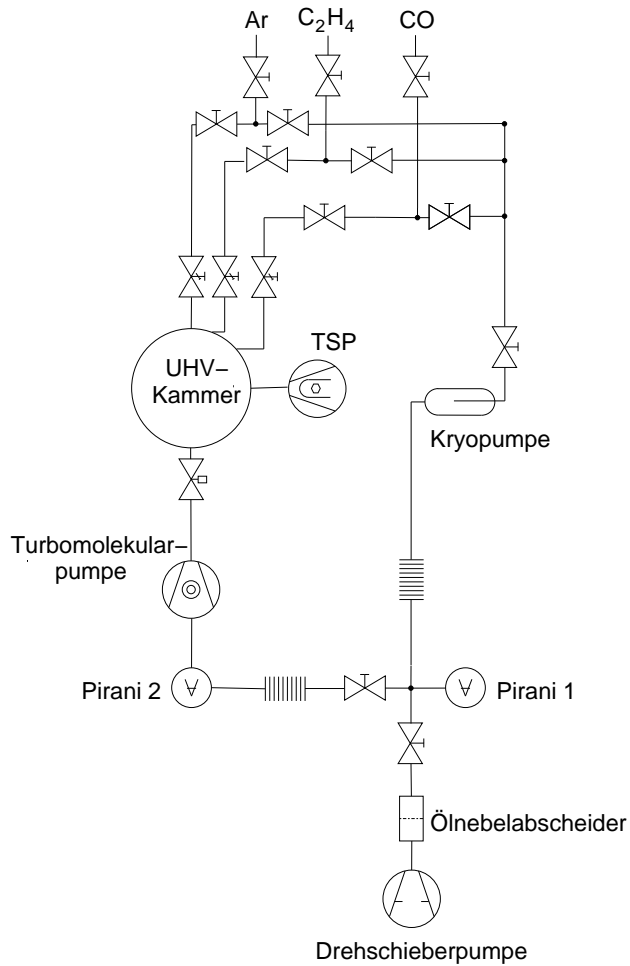 Ar
C₂H₄
CO
TSP
UHV–
Kammer
Kryopumpe
Turbomolekular–
pumpe
Pirani 2
Pirani 1
Ölnebelabscheider
Drehschieberpumpe